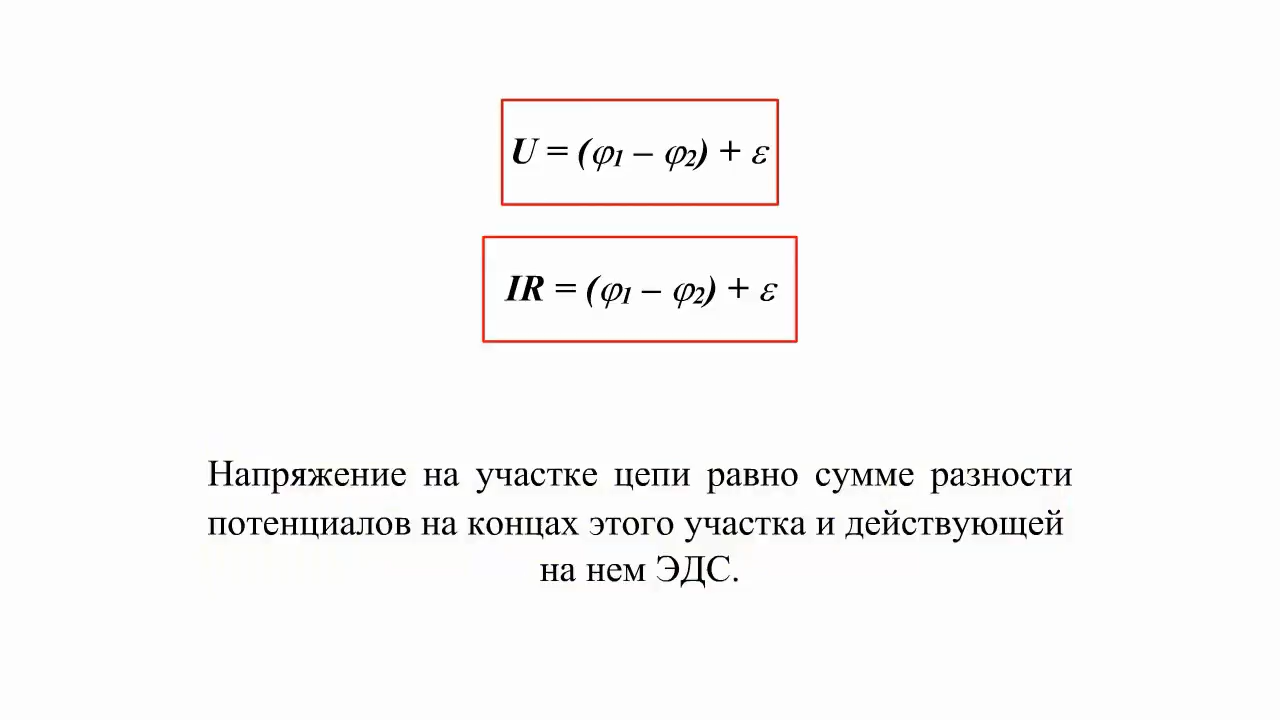 U = (φ₁ – φ₂) + ε
IR = (φ₁ – φ₂) + ε
Напряжение на участке цепи равно сумме разности
потенциалов на концах этого участка и действующей
на нем ЭДС.